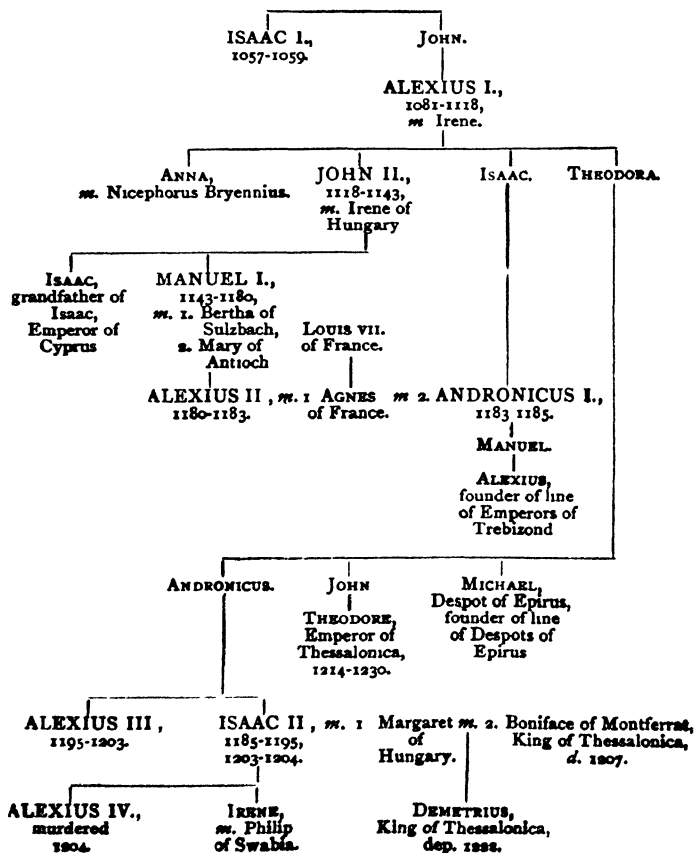 ISAAC I.,
1057-1059.
JOHN.
ALEXIUS I.,
1081-1118,
m Irene.
ANNA,
m. Nicephorus Bryennius.
JOHN II.,
1118-1143,
m. Irene of
Hungary
ISAAC.
THEODORA.
ISAAC,
grandfather of
Isaac,
Emperor of
Cyprus
MANUEL I.,
1143-1180,
m. 1. Bertha of
Sulzbach,
2. Mary of
Antioch
LOUIS VII.
of France.
ALEXIUS II , m. 1 AGNES m 2. ANDRONICUS I.,
1180-1183.
of France.
1183 1185.
MANUEL.
ALEXIUS,
founder of line
of Emperors of
Trebizond
ANDRONICUS.
JOHN
THEODORE,
Emperor of
Thessalonica,
1214-1230.
MICHAEL,
Despot of Epirus,
founder of line
of Despots of
Epirus
ALEXIUS III ,
1195-1203.
ISAAC II , m. 1 Margaret m. 2. Boniface of Montferrat,
1185-1195,
1203-1204.
of
Hungary.
King of Thessalonica,
d. 1207.
ALEXIUS IV.,
murdered
1204.
IRENE,
m. Philip
of Swabia.
DEMETRIUS,
King of Thessalonica,
dep. 1222.